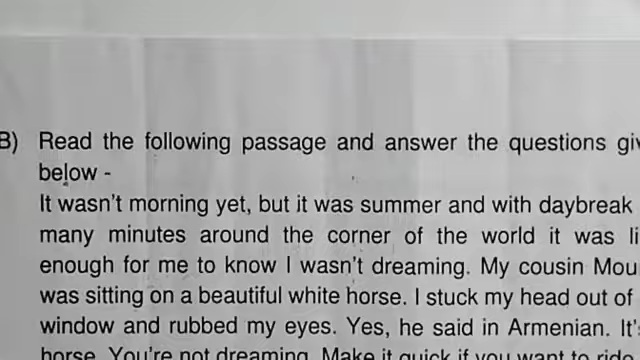 B) Read the following passage and answer the questions
below -
It wasn't morning yet, but it was summer and with daybreak
many minutes around the corner of the world it was
enough for me to know I wasn't dreaming. My cousin
was sitting on a beautiful white horse. I stuck my head out of
window and rubbed my eyes. Yes, he said in Armenian. It's
horse. You're not dreaming. Make it quick if you want to ride